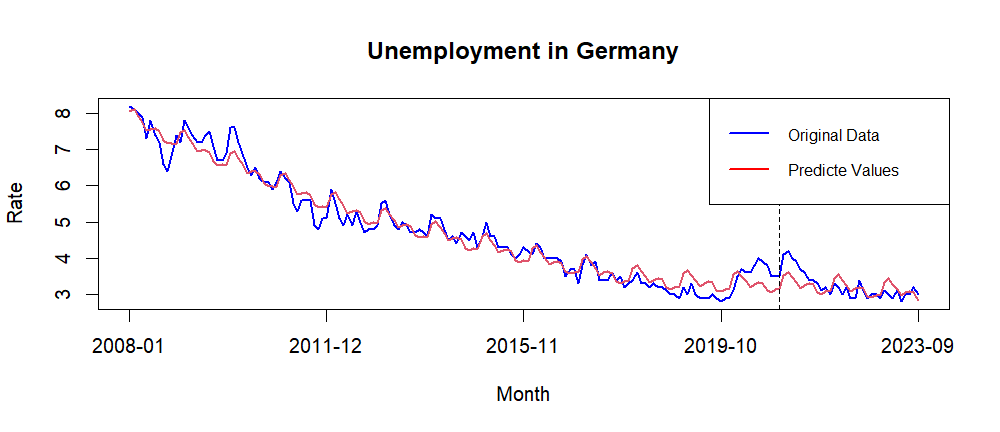 Unemployment in Germany
Original Data
Predicte Values
Rate
8
7
6
5
4
3
2008-01 2011-12 2015-11 2019-10 2023-09
Month